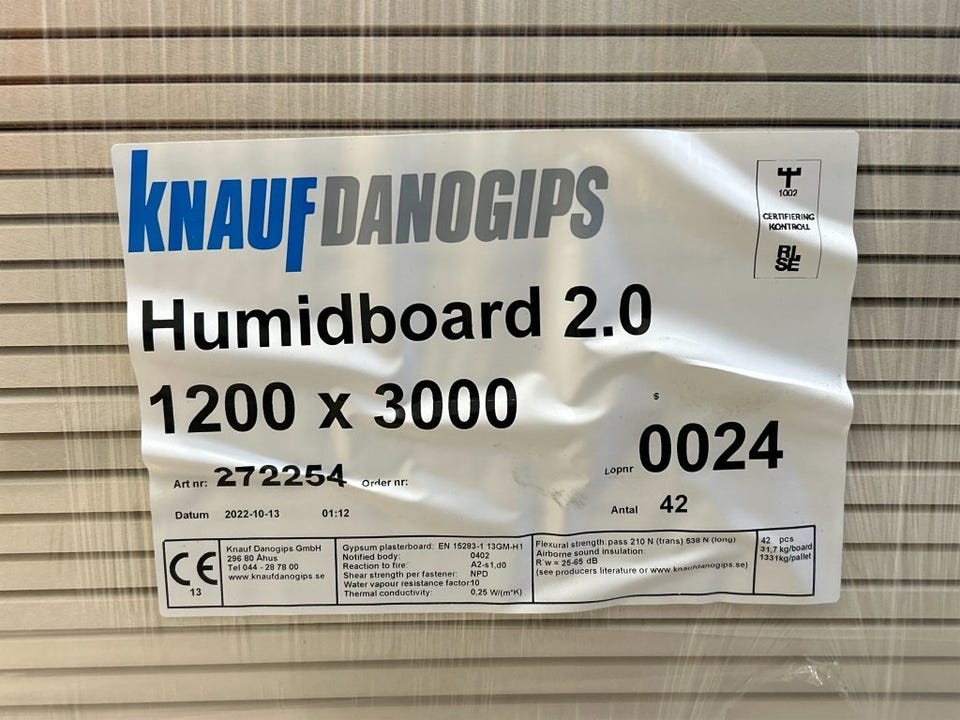 KNAUF DANOGIPS
1002
CERTIFIERING
KONTROLL
RI
SE
Humidboard 2.0
1200 x 3000
s
Löpnr 0024
Art nr: 272254 Order nr:
Antal 42
Datum 2022-10-13 01:12
CE
13
Knauf Danogips GmbH
296 80 Åhus
Tel 044 - 28 78 00
www.knaufdanogips.se
Gypsum plasterboard: EN 15283-1 13GM-H1
Notified body: 0402
Reaction to fire: A2-s1,d0
Shear strength per fastener: NPD
Water vapour resistance factor:10
Thermal conductivity: 0,25 W/(m*K)
Flexural strength: pass 210 N (trans) 538 N (long)
Airborne sound insulation:
R´w = 25-65 dB
(see producers literature or www.knaufdanogips.se)
42 pcs
31,7 kg/board
1331kg/pallet